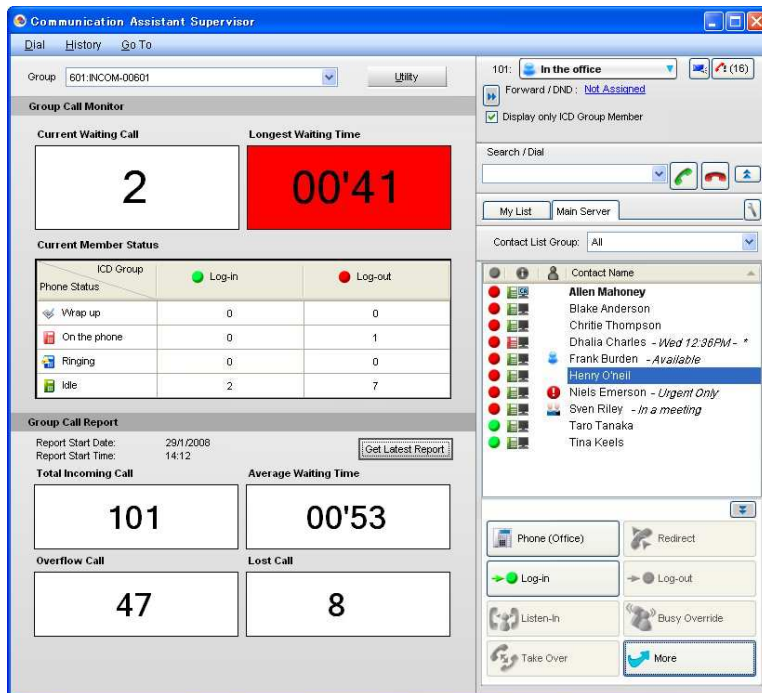 Communication Assistant Supervisor
Dial History Go To
Group 601:INCOM-00601 Utility
Group Call Monitor
Current Waiting Call Longest Waiting Time
2 00'41
Current Member Status
ICD Group
Phone Status Log-in Log-out
Wrap up 0 0
On the phone 0 1
Ringing 0 0
Idle 2 7
Group Call Report
Report Start Date: 29/1/2008
Report Start Time: 14:12
Get Latest Report
Total Incoming Call Average Waiting Time
101 00'53
Overflow Call Lost Call
47 8
101: In the office (16)
Forward / DND : Not Assigned
Display only ICD Group Member
Search / Dial
My List Main Server
Contact List Group: All
Contact Name
Allen Mahoney
Blake Anderson
Chritie Thompson
Dhalia Charles - Wed 12:36PM - *
Frank Burden - Available
Henry O'neil
Niels Emerson - Urgent Only
Sven Riley - In a meeting
Taro Tanaka
Tina Keels
Phone (Office) Redirect
Log-in Log-out
Listen-In Busy Override
Take Over More